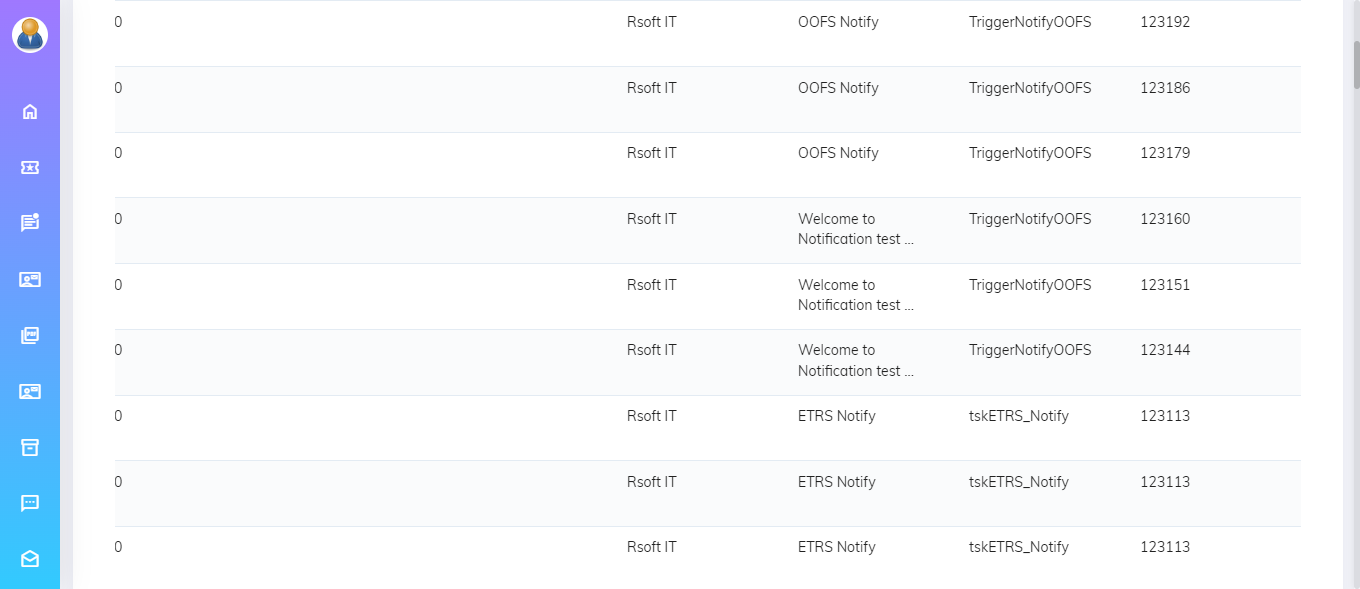 0 Rsoft IT OOFS Notify TriggerNotifyOOFS 123192
0 Rsoft IT OOFS Notify TriggerNotifyOOFS 123186
0 Rsoft IT OOFS Notify TriggerNotifyOOFS 123179
0 Rsoft IT Welcome to TriggerNotifyOOFS 123160
Notification test ...
0 Rsoft IT Welcome to TriggerNotifyOOFS 123151
Notification test ...
0 Rsoft IT Welcome to TriggerNotifyOOFS 123144
Notification test ...
0 Rsoft IT ETRS Notify tskETRS_Notify 123113
0 Rsoft IT ETRS Notify tskETRS_Notify 123113
0 Rsoft IT ETRS Notify tskETRS_Notify 123113